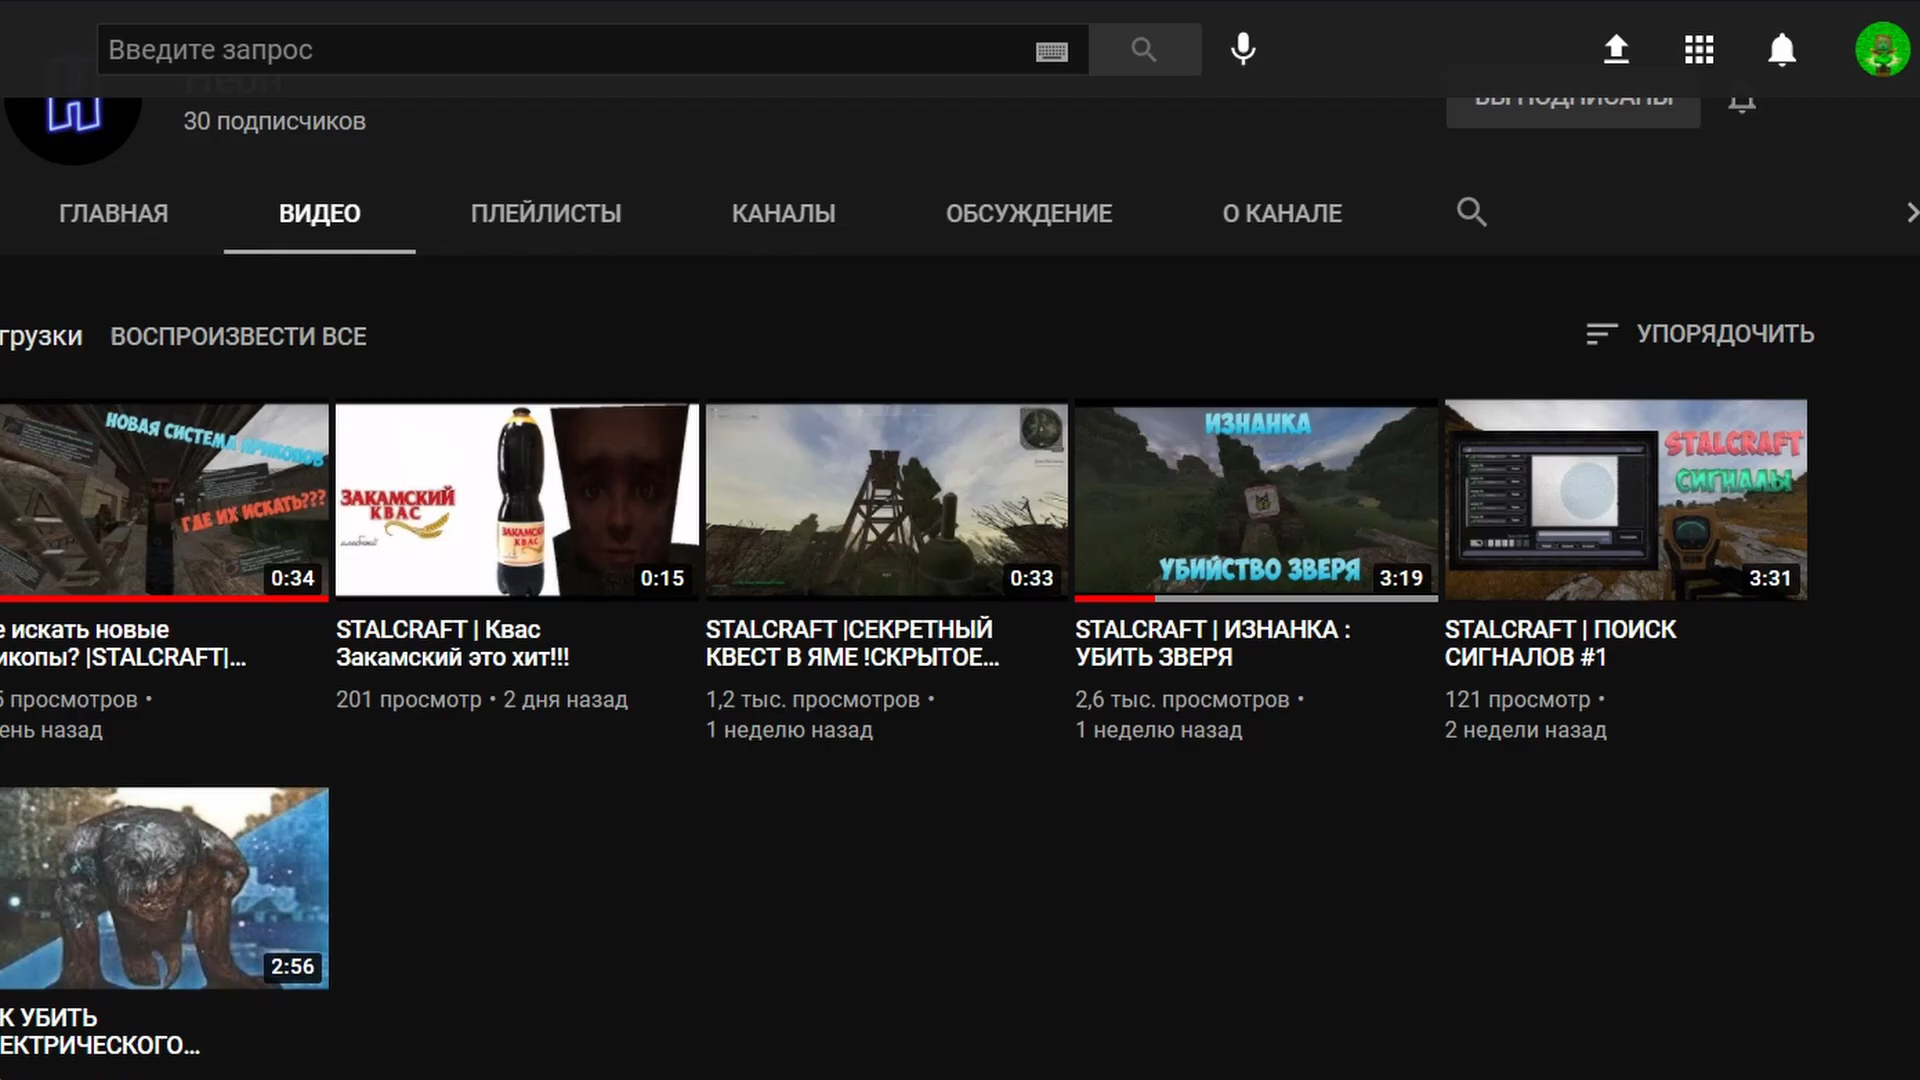 Введите запрос
30 подписчиков
ВЫ ПОДПИСАНЫ
ГЛАВНАЯ
ВИДЕО
ПЛЕЙЛИСТЫ
КАНАЛЫ
ОБСУЖДЕНИЕ
О КАНАЛЕ
грузки
ВОСПРОИЗВЕСТИ ВСЕ
УПОРЯДОЧИТЬ
НОВАЯ СИСТЕМА ПРИКОПОВ
ГДЕ ИХ ИСКАТЬ???
0:34
е искать новые
икопы? |STALCRAFT|...
5 просмотров •
ень назад
ЗАКАМСКИЙ
КВАС
0:15
STALCRAFT | Квас
Закамский это хит!!!
201 просмотр • 2 дня назад
0:33
STALCRAFT |СЕКРЕТНЫЙ
КВЕСТ В ЯМЕ !СКРЫТОЕ...
1,2 тыс. просмотров •
1 неделю назад
ИЗНАНКА
УБИЙСТВО ЗВЕРЯ
3:19
STALCRAFT | ИЗНАНКА :
УБИТЬ ЗВЕРЯ
2,6 тыс. просмотров •
1 неделю назад
STALCRAFT
СИГНАЛЫ
3:31
STALCRAFT | ПОИСК
СИГНАЛОВ #1
121 просмотр •
2 недели назад
2:56
К УБИТЬ
ЕКТРИЧЕСКОГО...